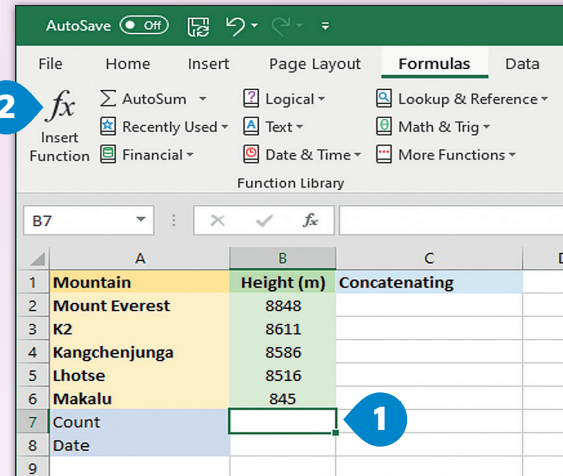 AutoSave Off
File Home Insert Page Layout Formulas Data
2
fx Insert Function
∑ AutoSum
Recently Used
Financial
Logical
Text
Date & Time
Lookup & Reference
Math & Trig
More Functions
Function Library
B7 fx
A B C
1 Mountain Height (m) Concatenating
2 Mount Everest 8848
3 K2 8611
4 Kangchenjunga 8586
5 Lhotse 8516
6 Makalu 845
7 Count 1
8 Date
9